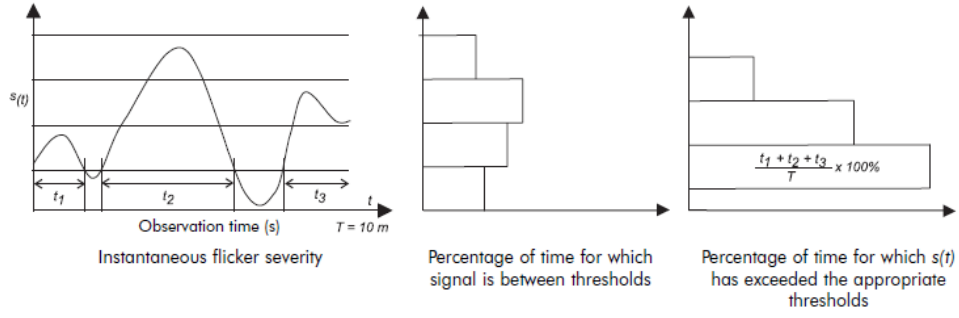 s(t)
t1
t2
t3
t
Observation time (s)
T = 10 m
Instantaneous flicker severity
Percentage of time for which
signal is between thresholds
t1 + t2 + t3
T
x 100%
Percentage of time for which s(t)
has exceeded the appropriate
thresholds